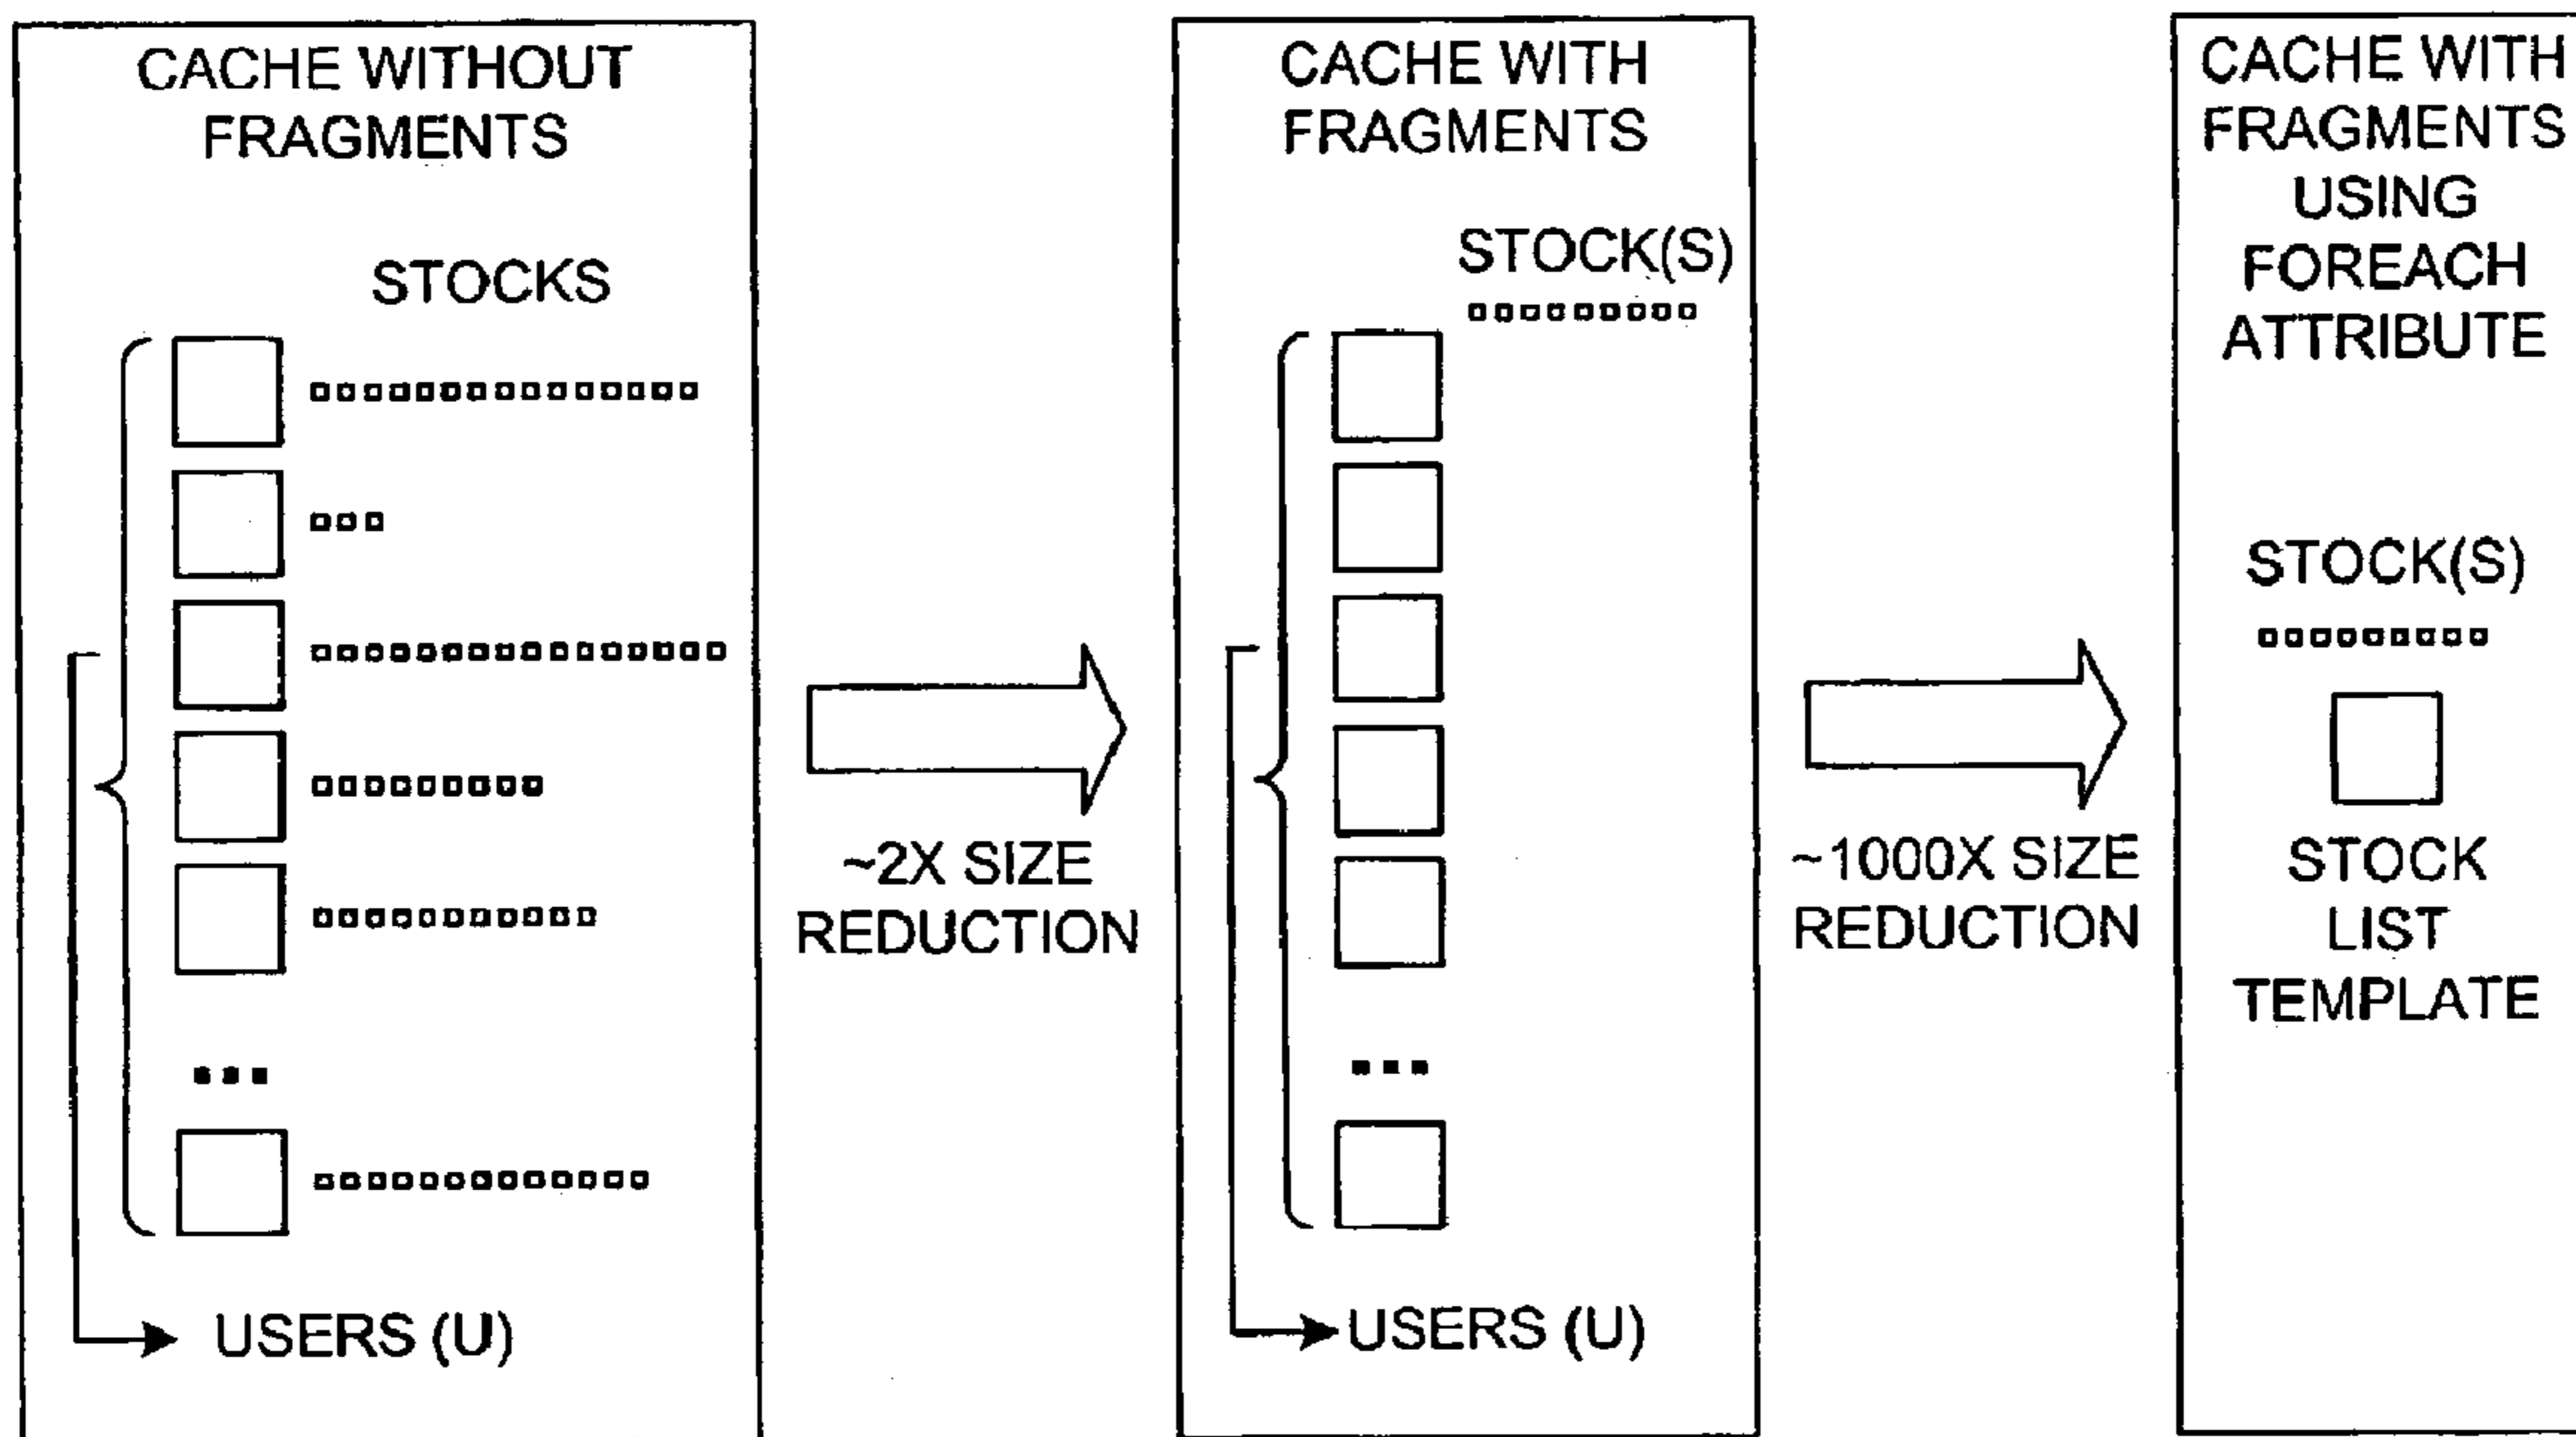 CACHE WITHOUT
FRAGMENTS
STOCKS
USERS (U)
~2X SIZE
REDUCTION
CACHE WITH
FRAGMENTS
STOCK(S)
USERS (U)
~1000X SIZE
REDUCTION
CACHE WITH
FRAGMENTS
USING
FOREACH
ATTRIBUTE
STOCK(S)
STOCK
LIST
TEMPLATE